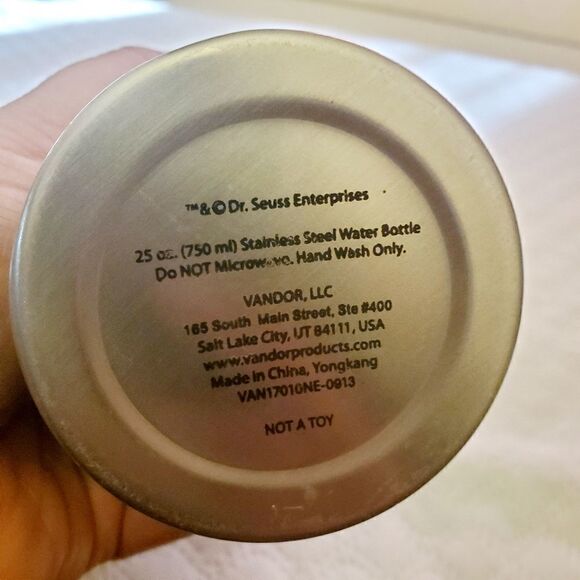 ™&©Dr. Seuss Enterprises
25 oz. (750 ml) Stainless Steel Water Bottle
Do NOT Microwave. Hand Wash Only.
VANDOR, LLC
165 South Main Street, Ste #400
Salt Lake City, UT 84111, USA
www.vandorproducts.com
Made in China, Yongkang
VAN17010NE-0913
NOT A TOY